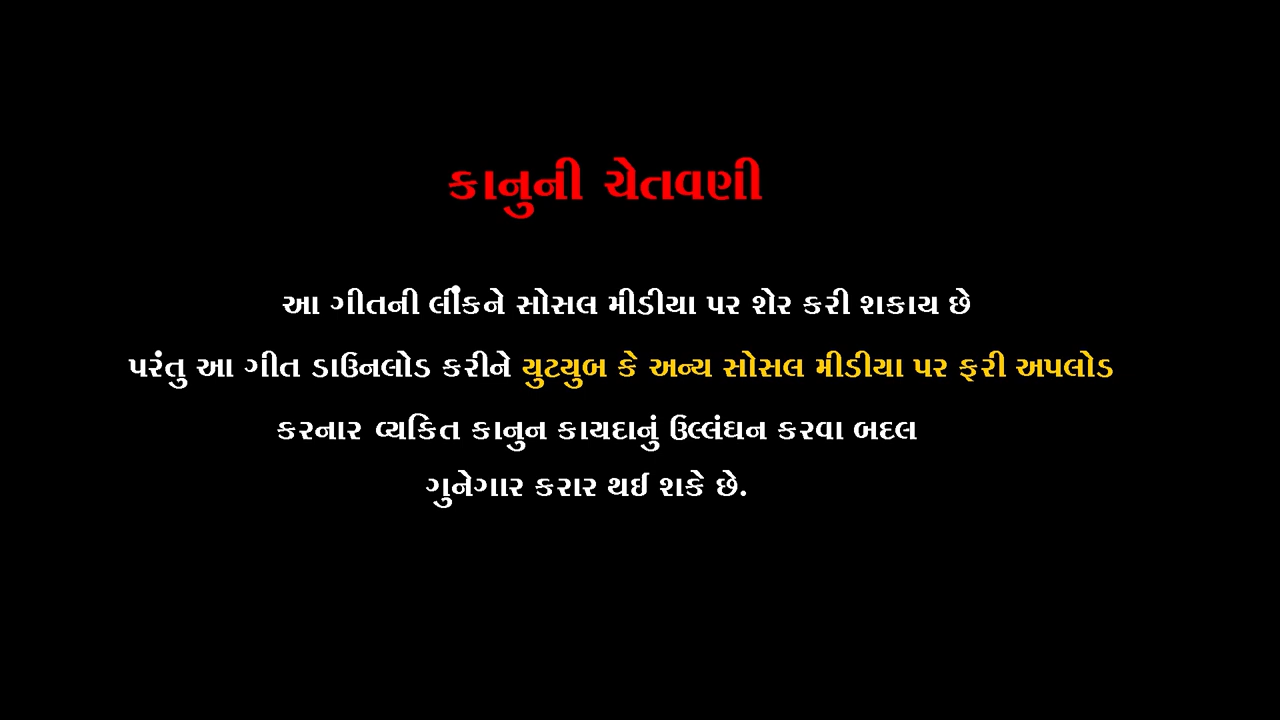 કાનુની ચેતવણી
આ ગીતની લીંકને સોસલ મીડીયા પર શેર કરી શકાય છે
પરંતુ આ ગીત ડાઉનલોડ કરીને યુટયુબ કે અન્ય સોસલ મીડીયા પર ફરી અપલોડ
કરનાર વ્યકિત કાનુન કાયદાનું ઉલ્લંઘન કરવા બદલ
ગુનેગાર કરાર થઈ શકે છે.